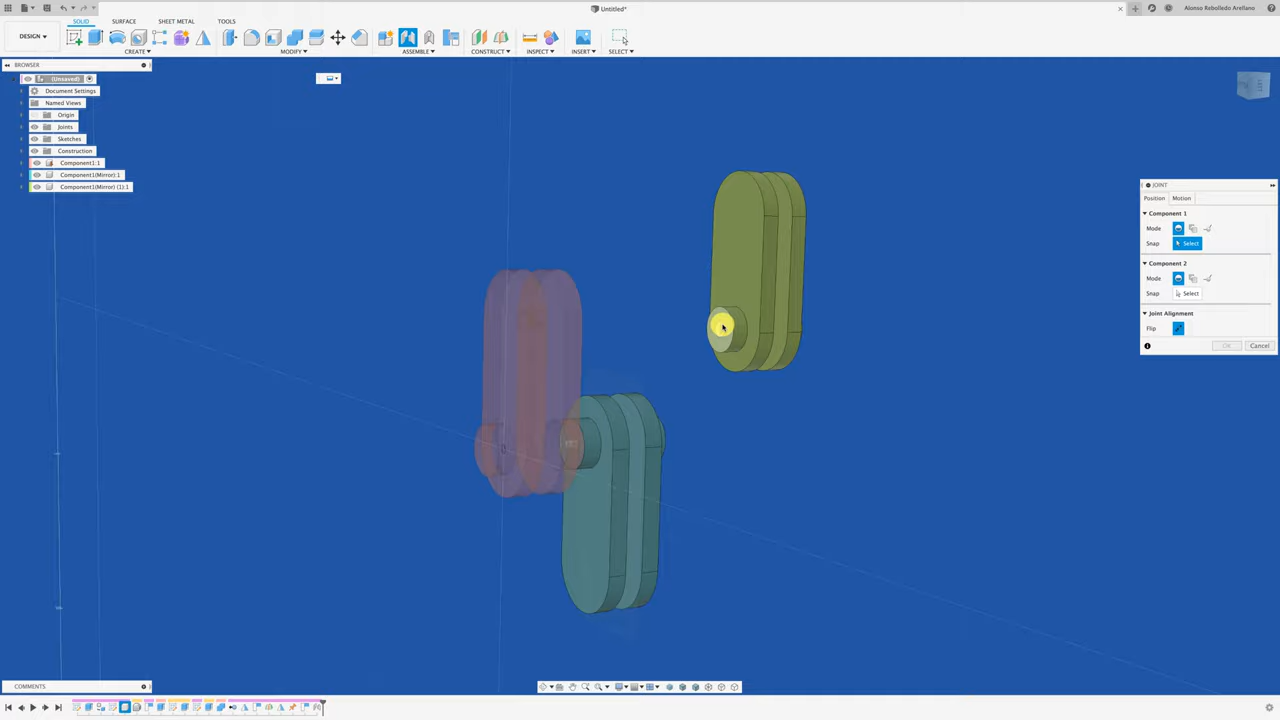 Untitled*
Alonso Rebolledo Arellano
DESIGN
SOLID
SURFACE
SHEET METAL
TOOLS
CREATE
MODIFY
ASSEMBLE
CONSTRUCT
INSPECT
INSERT
SELECT
BROWSER
(Unsaved)
Document Settings
Named Views
Origin
Joints
Sketches
Construction
Component1:1
Component1(Mirror):1
Component1(Mirror) (1):1
JOINT
Position Motion
Component 1
Mode
Snap Select
Component 2
Mode
Snap Select
Joint Alignment
Flip
OK Cancel
COMMENTS